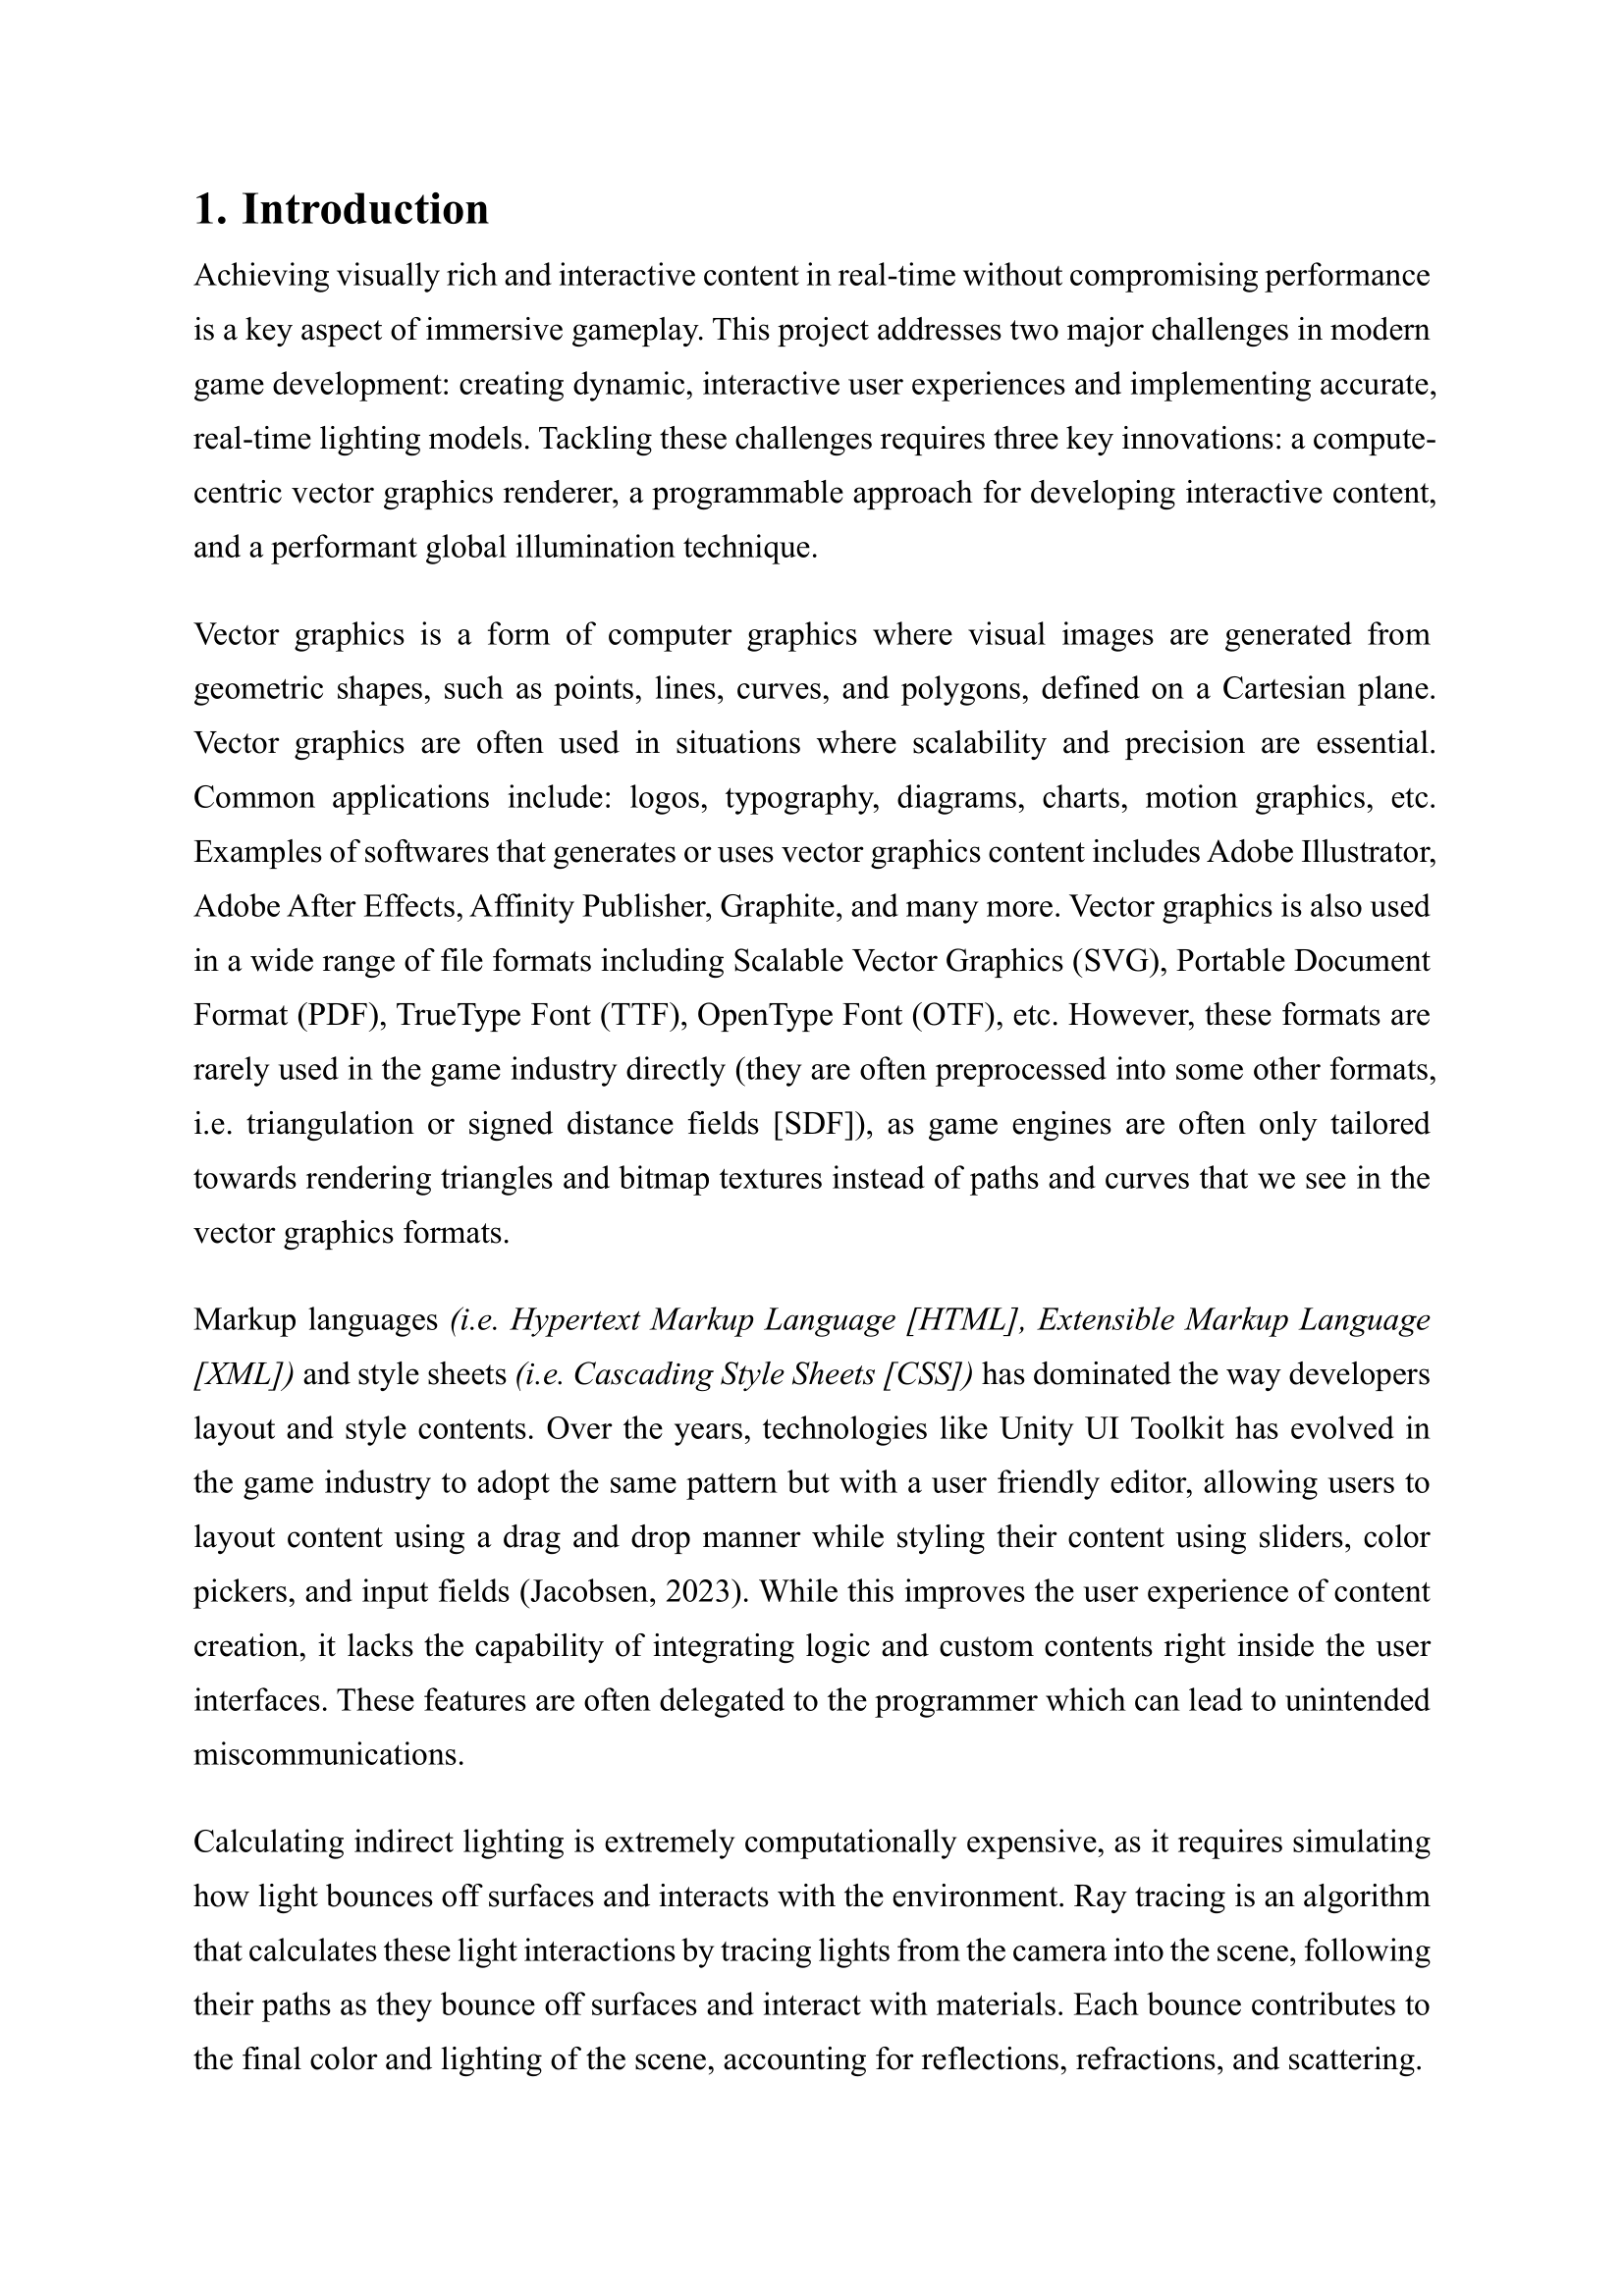 1. Introduction
Achieving visually rich and interactive content in real-time without compromising performance
is a key aspect of immersive gameplay. This project addresses two major challenges in modern
game development: creating dynamic, interactive user experiences and implementing accurate,
real-time lighting models. Tackling these challenges requires three key innovations: a compute-
centric vector graphics renderer, a programmable approach for developing interactive content,
and a performant global illumination technique.
Vector graphics is a form of computer graphics where visual images are generated from
geometric shapes, such as points, lines, curves, and polygons, defined on a Cartesian plane.
Vector graphics are often used in situations where scalability and precision are essential.
Common applications include: logos, typography, diagrams, charts, motion graphics, etc.
Examples of softwares that generates or uses vector graphics content includes Adobe Illustrator,
Adobe After Effects, Affinity Publisher, Graphite, and many more. Vector graphics is also used
in a wide range of file formats including Scalable Vector Graphics (SVG), Portable Document
Format (PDF), TrueType Font (TTF), OpenType Font (OTF), etc. However, these formats are
rarely used in the game industry directly (they are often preprocessed into some other formats,
i.e. triangulation or signed distance fields [SDF]), as game engines are often only tailored
towards rendering triangles and bitmap textures instead of paths and curves that we see in the
vector graphics formats.
Markup languages (i.e. Hypertext Markup Language [HTML], Extensible Markup Language
[XML]) and style sheets (i.e. Cascading Style Sheets [CSS]) has dominated the way developers
layout and style contents. Over the years, technologies like Unity UI Toolkit has evolved in
the game industry to adopt the same pattern but with a user friendly editor, allowing users to
layout content using a drag and drop manner while styling their content using sliders, color
pickers, and input fields (Jacobsen, 2023). While this improves the user experience of content
creation, it lacks the capability of integrating logic and custom contents right inside the user
interfaces. These features are often delegated to the programmer which can lead to unintended
miscommunications.
Calculating indirect lighting is extremely computationally expensive, as it requires simulating
how light bounces off surfaces and interacts with the environment. Ray tracing is an algorithm
that calculates these light interactions by tracing lights from the camera into the scene, following
their paths as they bounce off surfaces and interact with materials. Each bounce contributes to
the final color and lighting of the scene, accounting for reflections, refractions, and scattering.